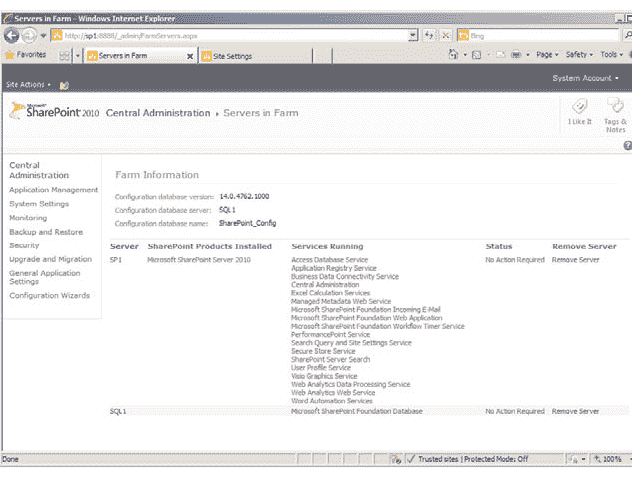 Servers in Farm - Windows Internet Explorer
http://sp1:8888/_admin/FarmServers.aspx
Bing
Favorites
Servers in Farm
Site Settings
Page
Safety
Tools
System Account
Site Actions
Microsoft
SharePoint 2010
Central Administration
Servers in Farm
I Like It
Tags &
Notes
Central
Administration
Application Management
System Settings
Monitoring
Backup and Restore
Security
Upgrade and Migration
General Application
Settings
Configuration Wizards
Farm Information
Configuration database version: 14.0.4762.1000
Configuration database server: SQL1
Configuration database name: SharePoint_Config
Server SharePoint Products Installed Services Running Status Remove Server
SP1 Microsoft SharePoint Server 2010 Access Database Service No Action Required Remove Server
Application Registry Service
Business Data Connectivity Service
Central Administration
Excel Calculation Services
Managed Metadata Web Service
Microsoft SharePoint Foundation Incoming E-Mail
Microsoft SharePoint Foundation Web Application
Microsoft SharePoint Foundation Workflow Timer Service
PerformancePoint Service
Search Query and Site Settings Service
Secure Store Service
SharePoint Server Search
User Profile Service
Visio Graphics Service
Web Analytics Data Processing Service
Web Analytics Web Service
Word Automation Services
SQL1 Microsoft SharePoint Foundation Database No Action Required Remove Server
Done
Trusted sites | Protected Mode: Off
100%